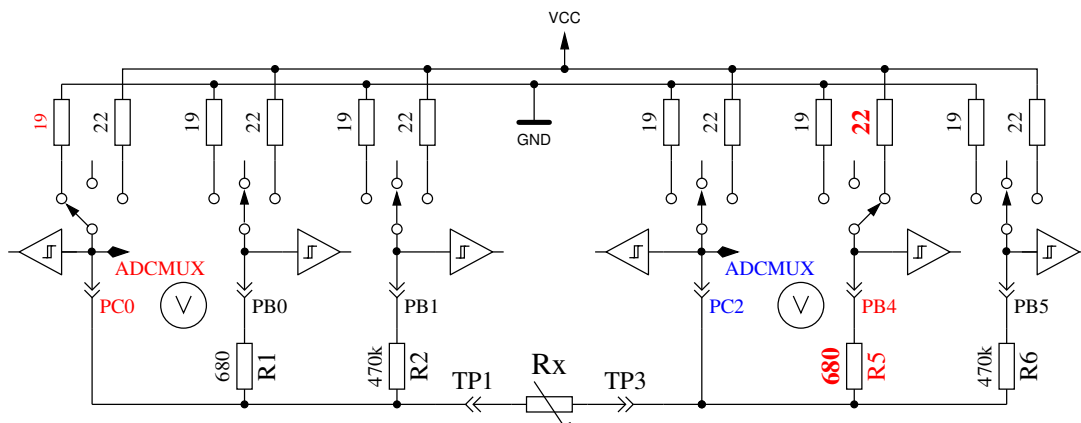 VCC
19
22
19
22
19
22
GND
19
22
19
22
19
22
ADCMUX
ADCMUX
PC0
V
PB0
PB1
PC2
V
PB4
PB5
680
R1
470k
R2
TP1
Rx
TP3
680
R5
470k
R6